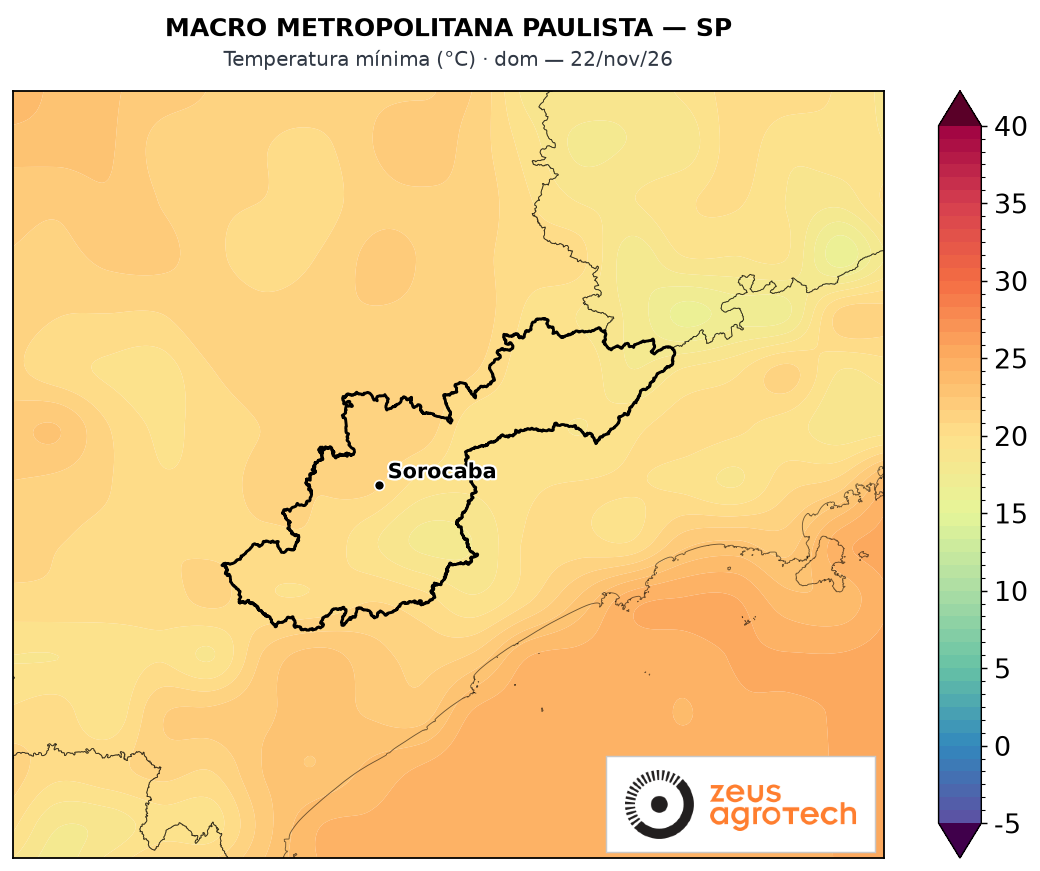 MACRO METROPOLITANA PAULISTA — SP
Temperatura mínima (°C) · dom — 22/nov/26
40
35
30
25
20
15
10
5
0
-5
Sorocaba
zeus
agrotech